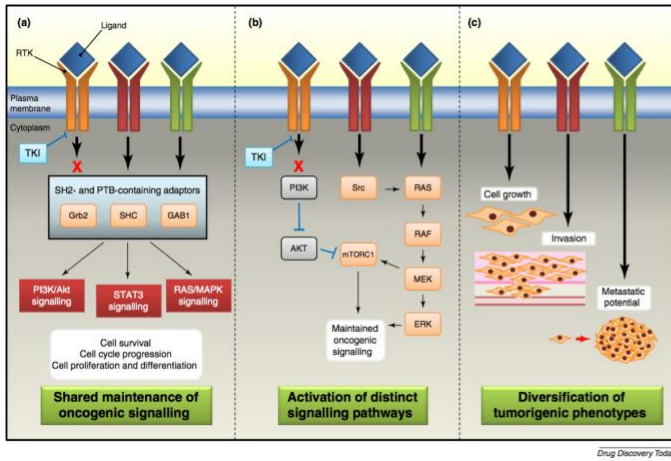 (a)
Ligand
RTK
Plasma
membrane
Cytoplasm
TKI
X
SH2- and PTB-containing adaptors
Grb2
SHC
GAB1
PI3K/Akt
signalling
STAT3
signalling
RAS/MAPK
signalling
Cell survival
Cell cycle progression
Cell proliferation and differentiation
Shared maintenance of
oncogenic signalling
(b)
TKI
X
PI3K
Src
RAS
RAF
AKT
mTORC1
MEK
ERK
Maintained
oncogenic
signalling
Activation of distinct
signalling pathways
(c)
Cell growth
Invasion
Metastatic
potential
Diversification of
tumorigenic phenotypes
Drug Discovery Today